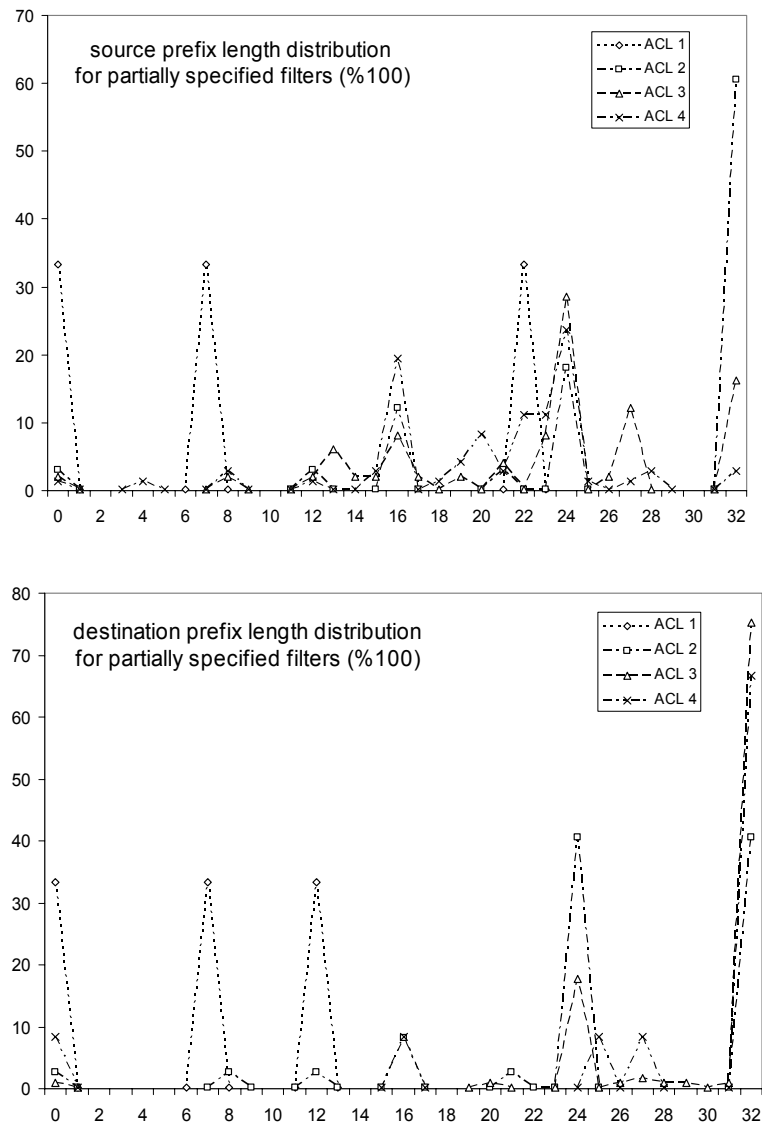 70
60
50
40
30
20
10
0
source prefix length distribution
for partially specified filters (%100)
ACL 1
ACL 2
ACL 3
ACL 4
0 2 4 6 8 10 12 14 16 18 20 22 24 26 28 30 32
80
70
60
50
40
30
20
10
0
destination prefix length distribution
for partially specified filters (%100)
ACL 1
ACL 2
ACL 3
ACL 4
0 2 4 6 8 10 12 14 16 18 20 22 24 26 28 30 32